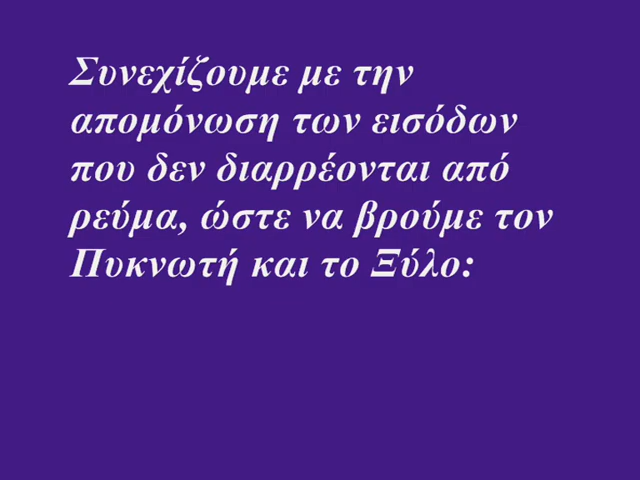 Συνεχίζουμε με την
απομόνωση των εισόδων
που δεν διαρρέονται από
ρεύμα, ώστε να βρούμε τον
Πυκνωτή και το Ξύλο: